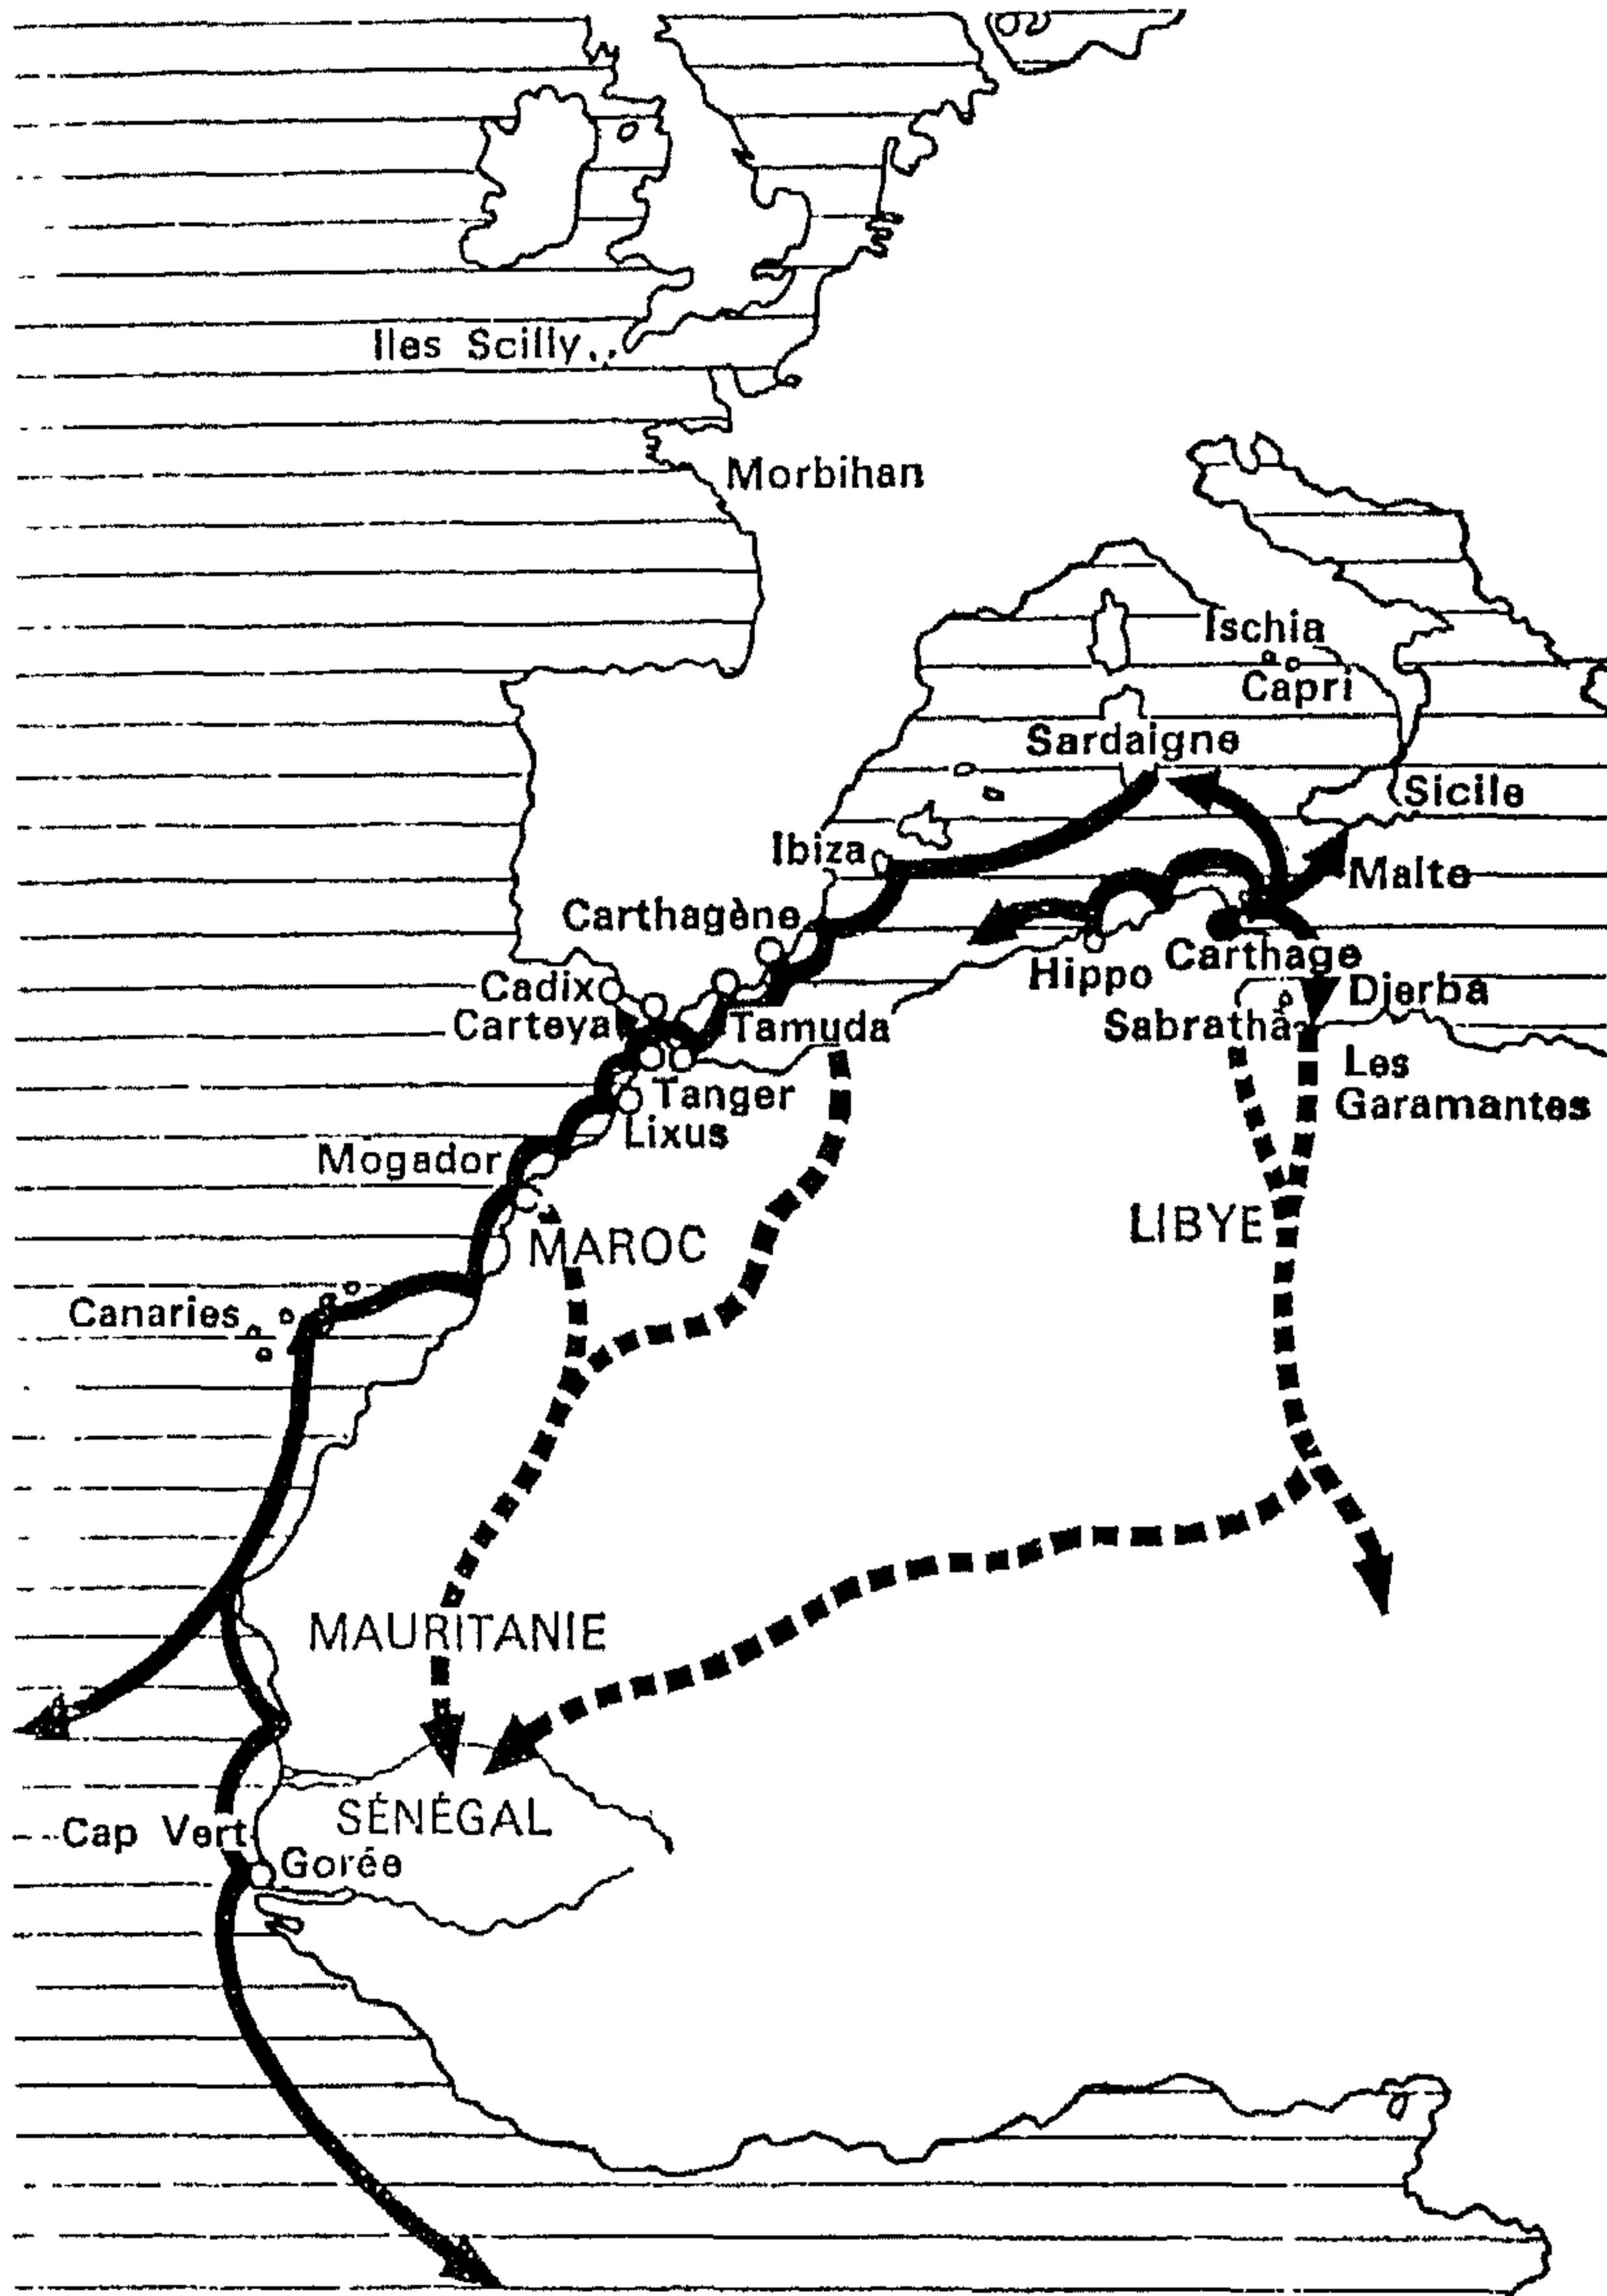 Iles Scilly
Morbihan
Ischia
Capri
Sardaigne
Sicile
Ibiza
Malte
Carthagène
Carthage
Hippo
Cadix
Djerba
Carteya
Tamuda
Sabratha
Les
Garamantes
Tanger
Lixus
Mogador
LIBYE
MAROC
Canaries
MAURITANIE
SÉNÉGAL
Cap Vert
Gorée